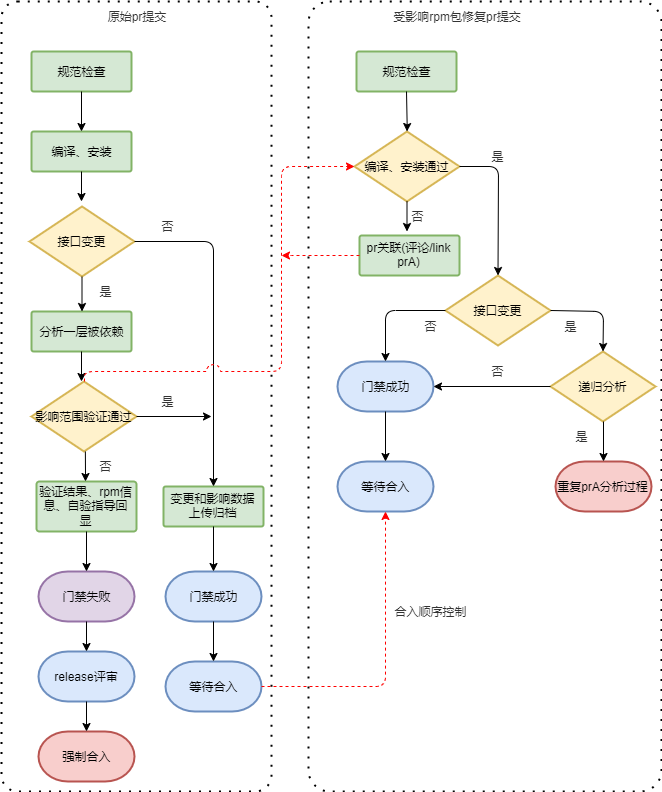 原始pr提交
规范检查
编译、安装
接口变更
否
是
分析一层被依赖
影响范围验证通过
是
否
验证结果、rpm信
息、自验指导回
显
变更和影响数据
上传归档
门禁失败
门禁成功
release评审
等待合入
强制合入
受影响rpm包修复pr提交
规范检查
编译、安装通过
是
否
pr关联(评论/link
prA)
接口变更
否
是
门禁成功
否
递归分析
是
等待合入
重复prA分析过程
合入顺序控制